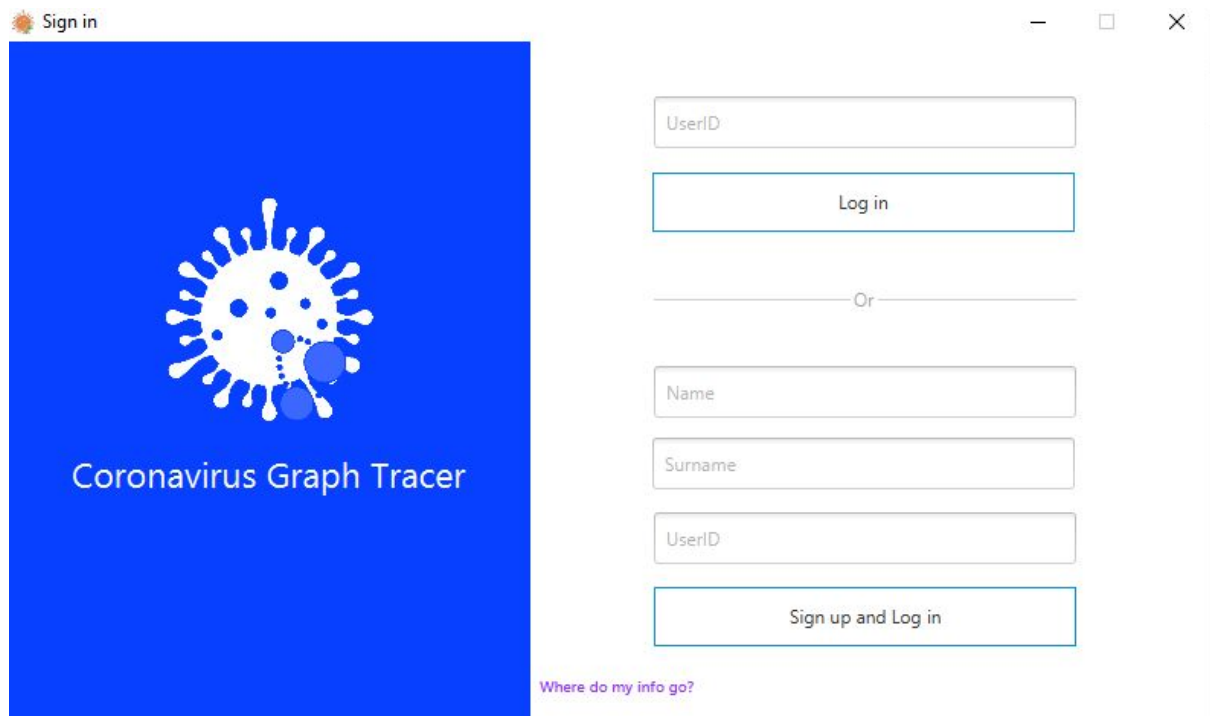 Sign in
Coronavirus Graph Tracer
UserID
Log in
Or
Name
Surname
UserID
Sign up and Log in
Where do my info go?